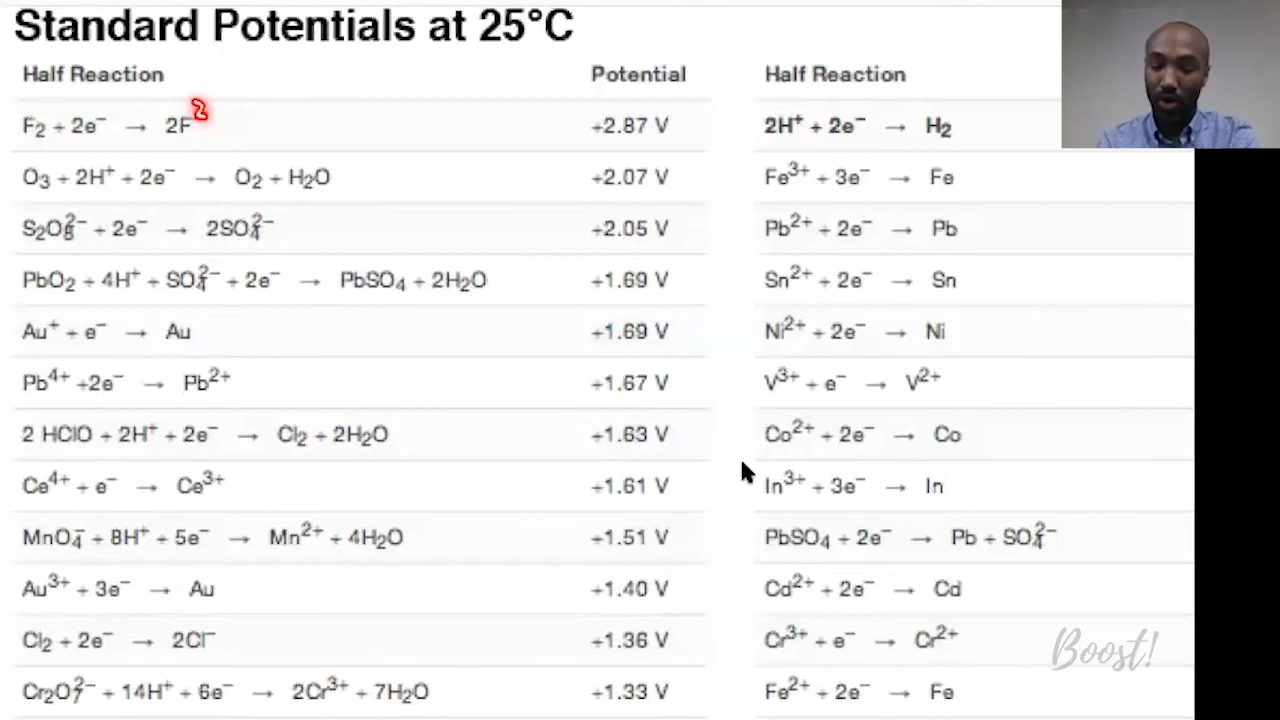 Standard Potentials at 25°C
Half Reaction Potential
F₂ + 2e⁻ → 2F⁻ +2.87 V
2
O₃ + 2H⁺ + 2e⁻ → O₂ + H₂O +2.07 V
S₂O₈²⁻ + 2e⁻ → 2SO₄²⁻ +2.05 V
PbO₂ + 4H⁺ + SO₄²⁻ + 2e⁻ → PbSO₄ + 2H₂O +1.69 V
Au⁺ + e⁻ → Au +1.69 V
Pb⁴⁺ +2e⁻ → Pb²⁺ +1.67 V
2 HClO + 2H⁺ + 2e⁻ → Cl₂ + 2H₂O +1.63 V
Ce⁴⁺ + e⁻ → Ce³⁺ +1.61 V
MnO₄⁻ + 8H⁺ + 5e⁻ → Mn²⁺ + 4H₂O +1.51 V
Au³⁺ + 3e⁻ → Au +1.40 V
Cl₂ + 2e⁻ → 2Cl⁻ +1.36 V
Cr₂O₇²⁻ + 14H⁺ + 6e⁻ → 2Cr³⁺ + 7H₂O +1.33 V
Half Reaction
2H⁺ + 2e⁻ → H₂
Fe³⁺ + 3e⁻ → Fe
Pb²⁺ + 2e⁻ → Pb
Sn²⁺ + 2e⁻ → Sn
Ni²⁺ + 2e⁻ → Ni
V³⁺ + e⁻ → V²⁺
Co²⁺ + 2e⁻ → Co
In³⁺ + 3e⁻ → In
PbSO₄ + 2e⁻ → Pb + SO₄²⁻
Cd²⁺ + 2e⁻ → Cd
Cr³⁺ + e⁻ → Cr²⁺
Fe²⁺ + 2e⁻ → Fe
Boost!